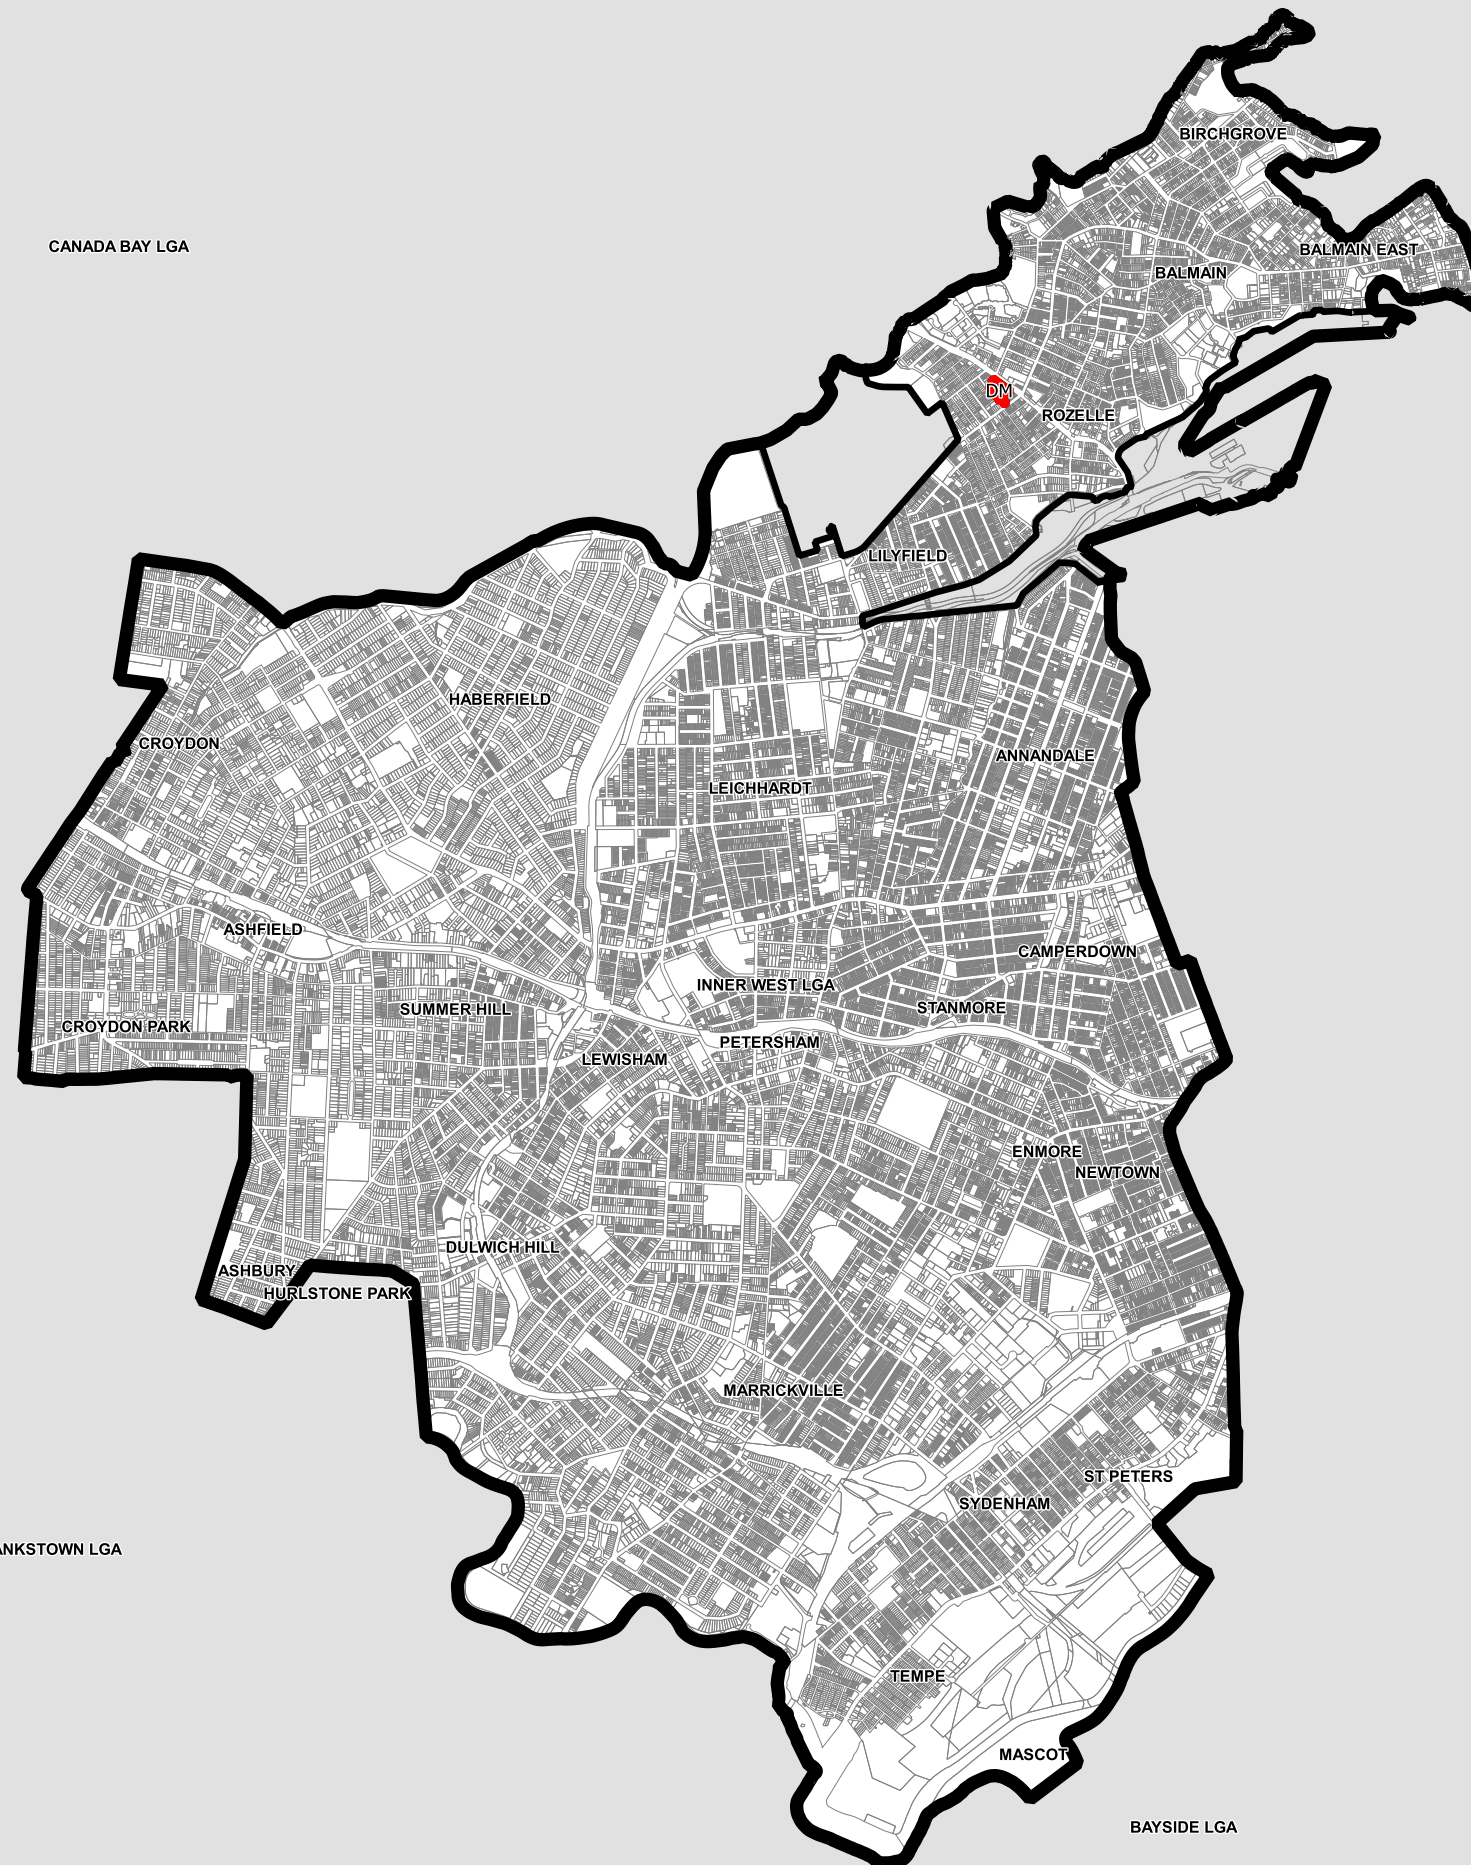 BIRCHGROVE
CANADA BAY LGA
BALMAIN EAST
BALMAIN
DM
ROZELLE
LILYFIELD
HABERFIELD
CROYDON
ANNANDALE
LEICHHARDT
ASHFIELD
CAMPERDOWN
INNER WEST LGA
SUMMER HILL
STANMORE
CROYDON PARK
PETERSHAM
LEWISHAM
ENMORE
NEWTOWN
DULWICH HILL
ASHBURY
HURLSTONE PARK
MARRICKVILLE
ST PETERS
SYDENHAM
ANKSTOWN LGA
TEMPE
MASCOT
BAYSIDE LGA